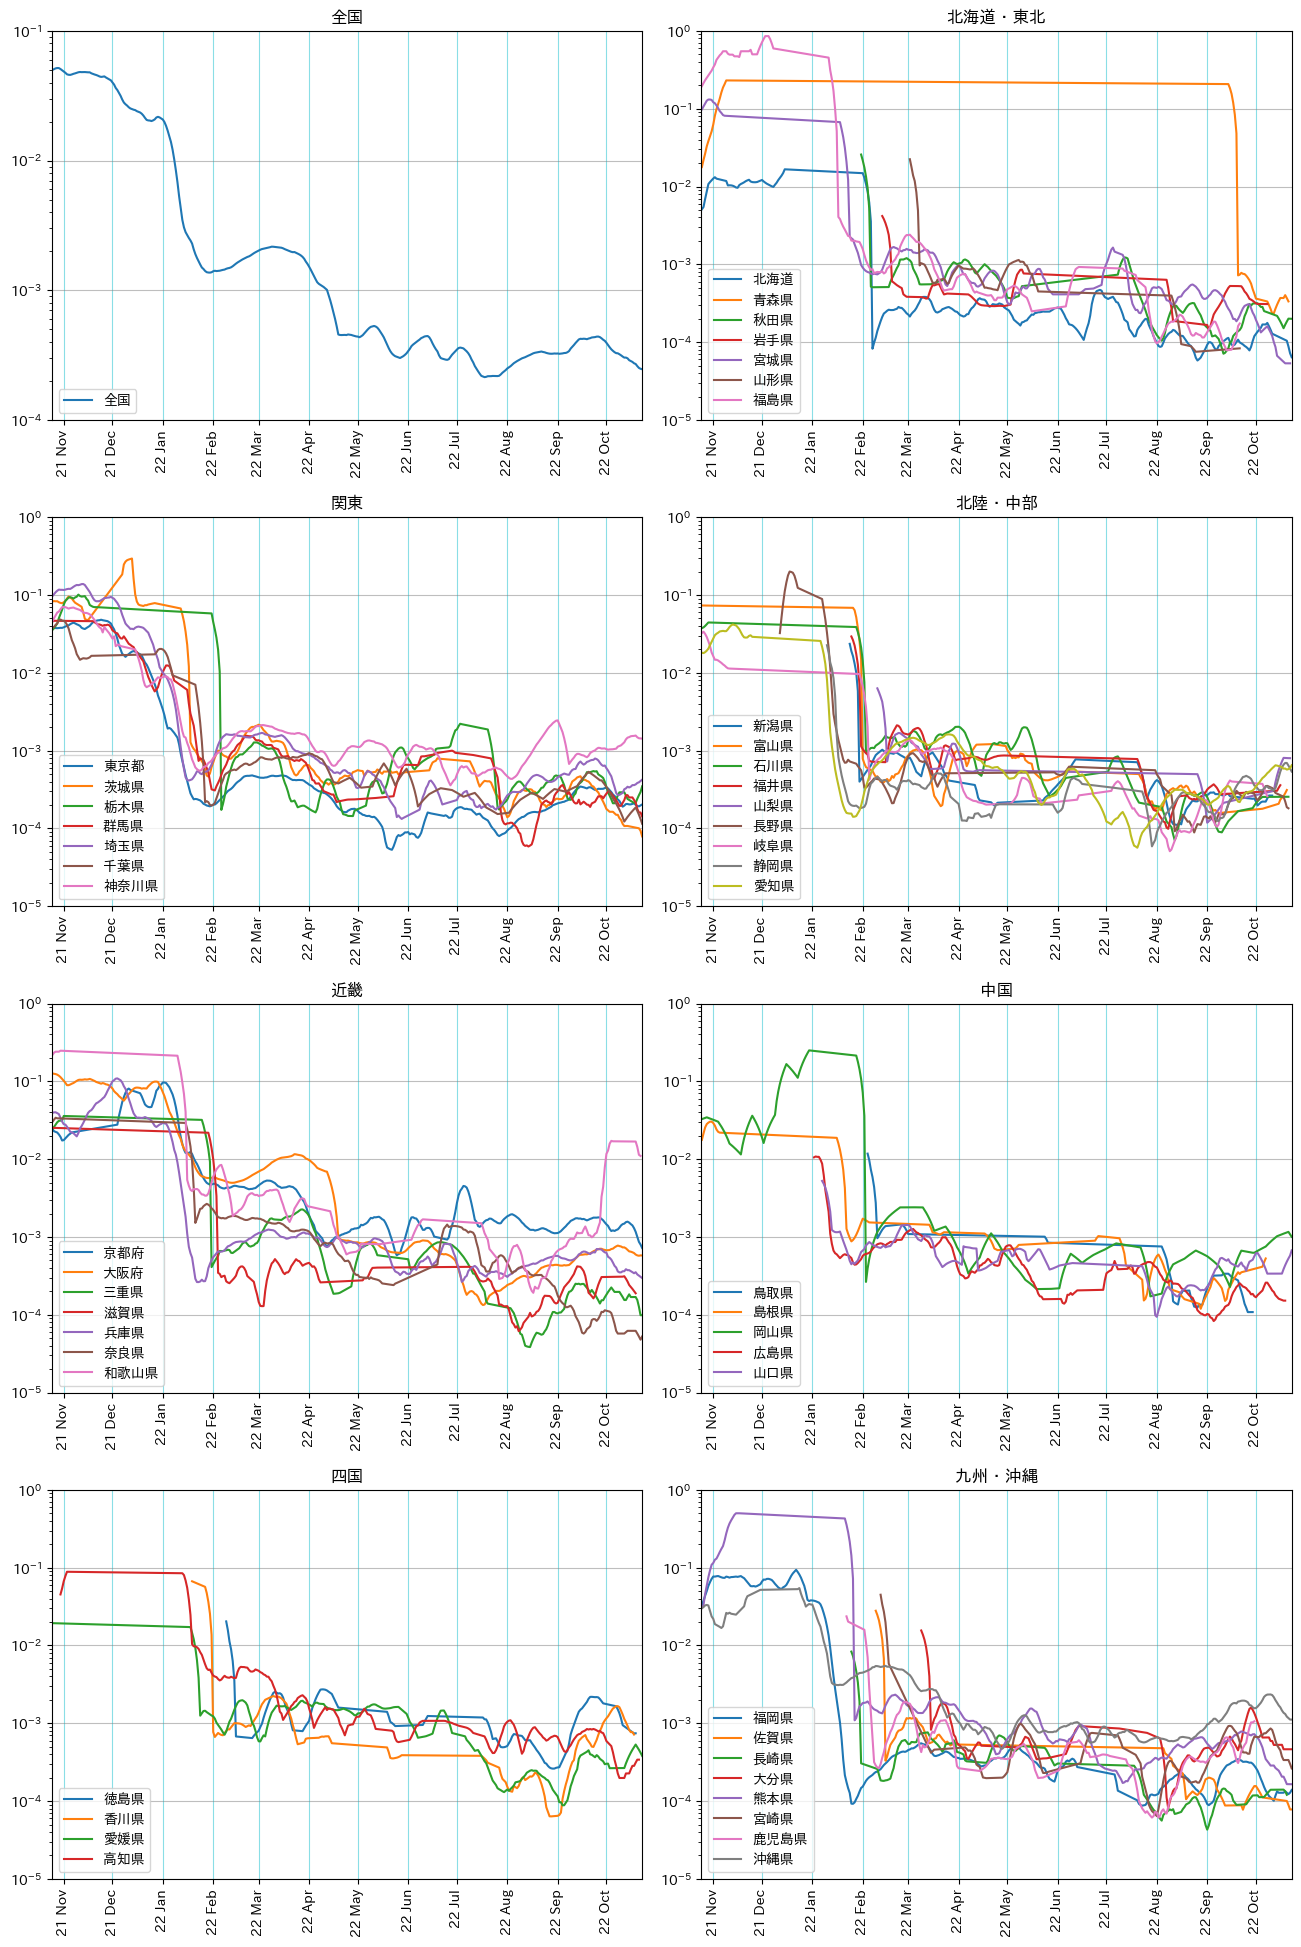 全国
10⁻¹
10⁻²
10⁻³
10⁻⁴
全国
21 Nov
21 Dec
22 Jan
22 Feb
22 Mar
22 Apr
22 May
22 Jun
22 Jul
22 Aug
22 Sep
22 Oct
北海道・東北
10⁰
10⁻¹
10⁻²
10⁻³
10⁻⁴
10⁻⁵
北海道
青森県
秋田県
岩手県
宮城県
山形県
福島県
21 Nov
21 Dec
22 Jan
22 Feb
22 Mar
22 Apr
22 May
22 Jun
22 Jul
22 Aug
22 Sep
22 Oct
関東
10⁰
10⁻¹
10⁻²
10⁻³
10⁻⁴
10⁻⁵
東京都
茨城県
栃木県
群馬県
埼玉県
千葉県
神奈川県
21 Nov
21 Dec
22 Jan
22 Feb
22 Mar
22 Apr
22 May
22 Jun
22 Jul
22 Aug
22 Sep
22 Oct
北陸・中部
10⁰
10⁻¹
10⁻²
10⁻³
10⁻⁴
10⁻⁵
新潟県
富山県
石川県
福井県
山梨県
長野県
岐阜県
静岡県
愛知県
21 Nov
21 Dec
22 Jan
22 Feb
22 Mar
22 Apr
22 May
22 Jun
22 Jul
22 Aug
22 Sep
22 Oct
近畿
10⁰
10⁻¹
10⁻²
10⁻³
10⁻⁴
10⁻⁵
京都府
大阪府
三重県
滋賀県
兵庫県
奈良県
和歌山県
21 Nov
21 Dec
22 Jan
22 Feb
22 Mar
22 Apr
22 May
22 Jun
22 Jul
22 Aug
22 Sep
22 Oct
中国
10⁰
10⁻¹
10⁻²
10⁻³
10⁻⁴
10⁻⁵
鳥取県
島根県
岡山県
広島県
山口県
21 Nov
21 Dec
22 Jan
22 Feb
22 Mar
22 Apr
22 May
22 Jun
22 Jul
22 Aug
22 Sep
22 Oct
四国
10⁰
10⁻¹
10⁻²
10⁻³
10⁻⁴
10⁻⁵
徳島県
香川県
愛媛県
高知県
21 Nov
21 Dec
22 Jan
22 Feb
22 Mar
22 Apr
22 May
22 Jun
22 Jul
22 Aug
22 Sep
22 Oct
九州・沖縄
10⁰
10⁻¹
10⁻²
10⁻³
10⁻⁴
10⁻⁵
福岡県
佐賀県
長崎県
大分県
熊本県
宮崎県
鹿児島県
沖縄県
21 Nov
21 Dec
22 Jan
22 Feb
22 Mar
22 Apr
22 May
22 Jun
22 Jul
22 Aug
22 Sep
22 Oct